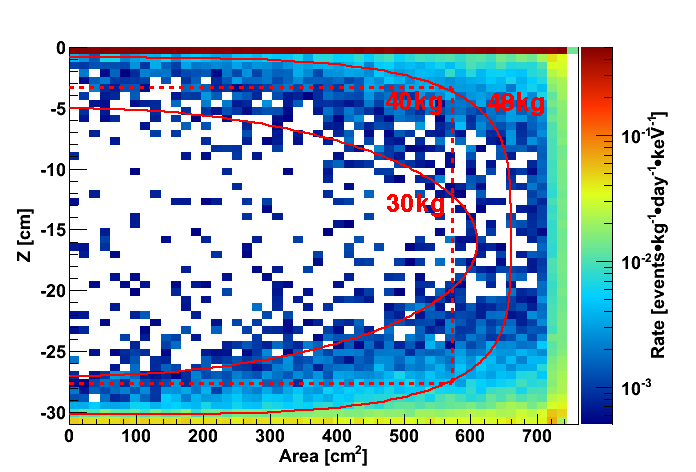 0
-5
-10
-15
-20
-25
-30
Z [cm]
0 100 200 300 400 500 600 700
Area [cm²]
40kg 48kg
30kg
10⁻¹
10⁻²
10⁻³
Rate [events•kg⁻¹•day⁻¹•keV⁻¹]